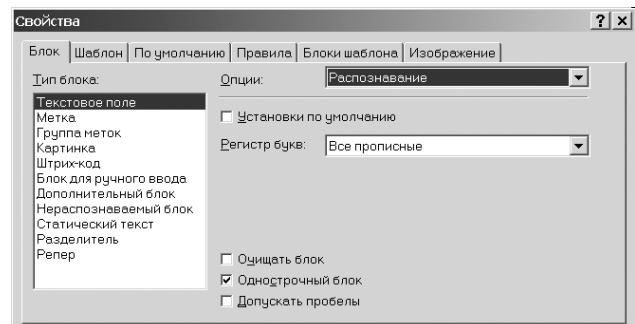 Свойства
Блок Шаблон По умолчанию Правила Блоки шаблона Изображение
Тип блока:
Текстовое поле
Метка
Группа меток
Картинка
Штрих-код
Блок для ручного ввода
Дополнительный блок
Нераспознаваемый блок
Статический текст
Разделитель
Репер
Опции: Распознавание
Установки по умолчанию
Регистр букв: Все прописные
Очищать блок
Однострочный блок
Допускать пробелы